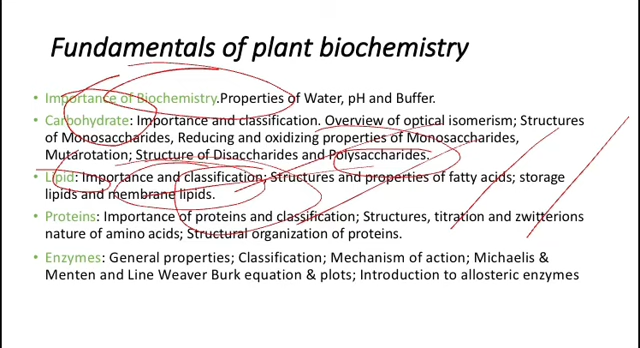 Fundamentals of plant biochemistry
• Importance of Biochemistry.Properties of Water, pH and Buffer.
• Carbohydrate: Importance and classification. Overview of optical isomerism; Structures
of Monosaccharides, Reducing and oxidizing properties of Monosaccharides,
Mutarotation; Structure of Disaccharides and Polysaccharides.
• Lipid: Importance and classification; Structures and properties of fatty acids; storage
lipids and membrane lipids.
• Proteins: Importance of proteins and classification; Structures, titration and zwitterions
nature of amino acids; Structural organization of proteins.
• Enzymes: General properties; Classification; Mechanism of action; Michaelis &
Menten and Line Weaver Burk equation & plots; Introduction to allosteric enzymes